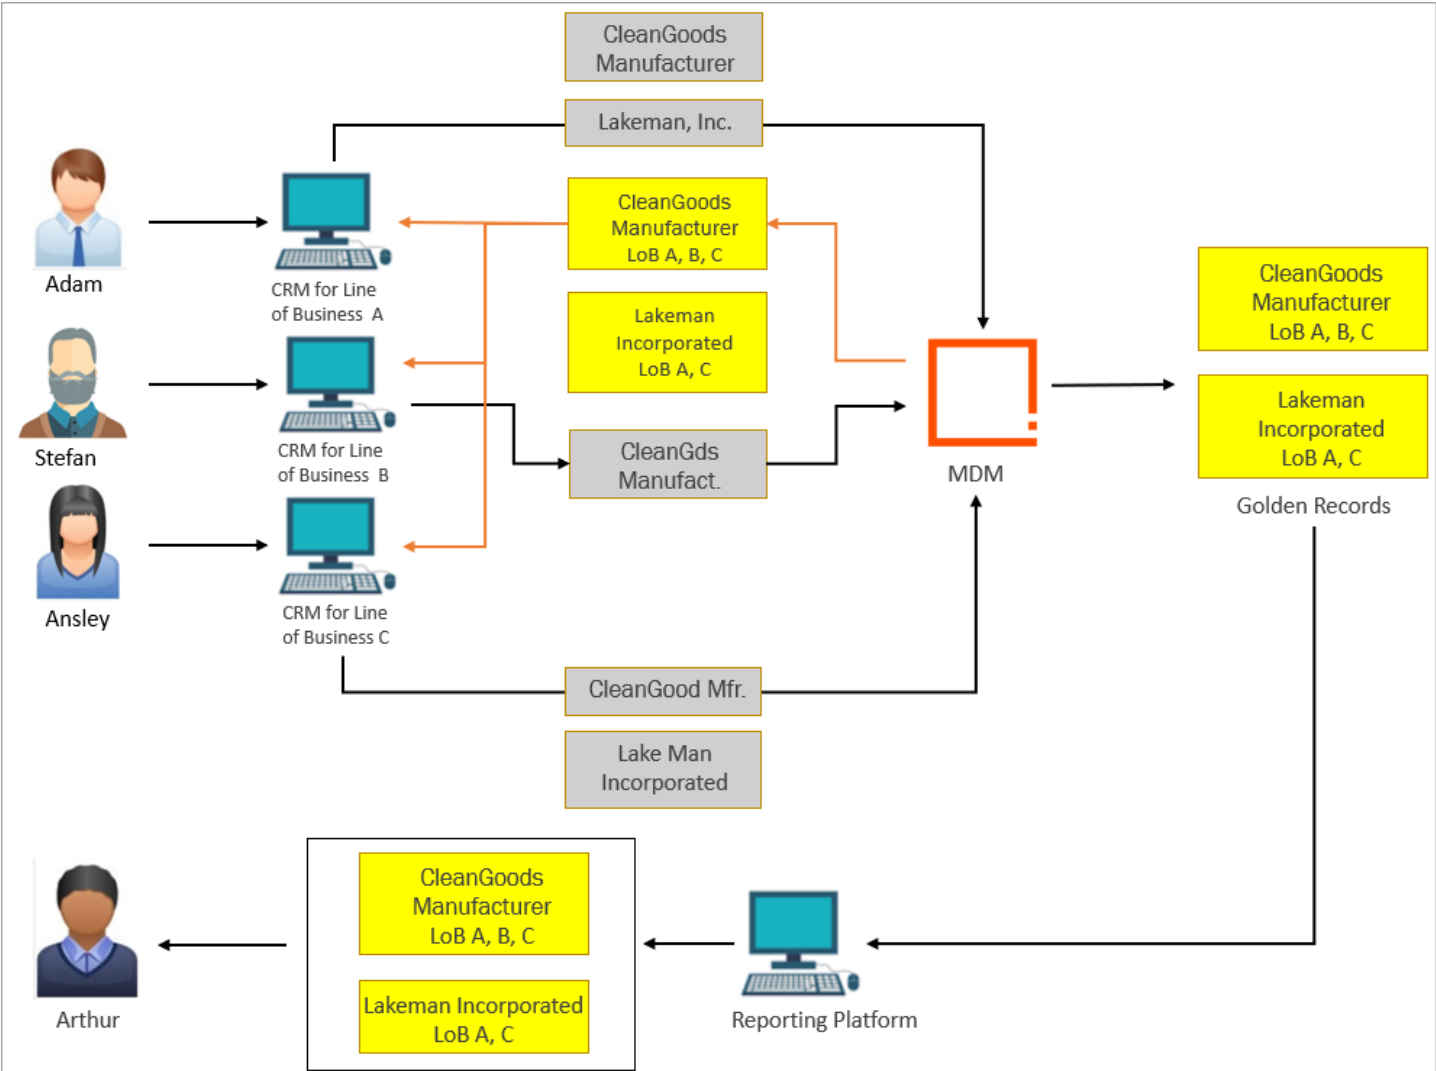 CleanGoods
Manufacturer
Lakeman, Inc.
Adam
CRM for Line
of Business A
CleanGoods
Manufacturer
LoB A, B, C
Lakeman
Incorporated
LoB A, C
CleanGoods
Manufacturer
LoB A, B, C
Lakeman
Incorporated
LoB A, C
Golden Records
Stefan
CRM for Line
of Business B
CleanGds
Manufact.
MDM
Ansley
CRM for Line
of Business C
CleanGood Mfr.
Lake Man
Incorporated
Arthur
CleanGoods
Manufacturer
LoB A, B, C
Lakeman Incorporated
LoB A, C
Reporting Platform